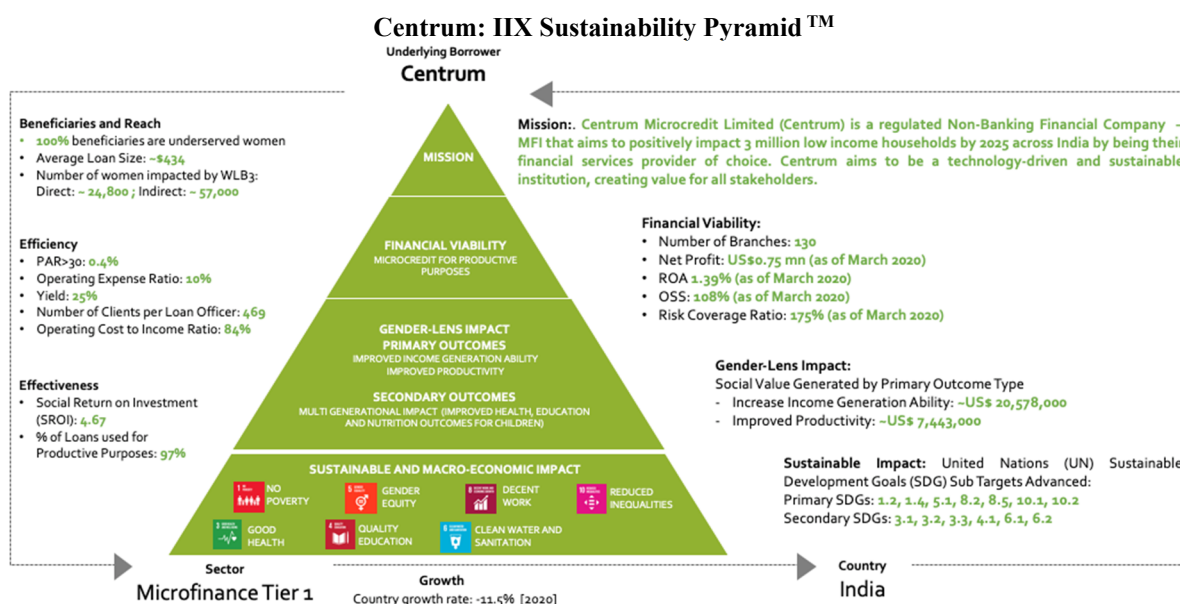 Centrum: IIX Sustainability Pyramid TM
Underlying Borrower
Centrum
Beneficiaries and Reach
• 100% beneficiaries are underserved women
• Average Loan Size: ~$434
• Number of women impacted by WLB3:
Direct: ~ 24,800 ; Indirect: ~ 57,000
Efficiency
• PAR>30: 0.4%
• Operating Expense Ratio: 10%
• Yield: 25%
• Number of Clients per Loan Officer: 469
• Operating Cost to Income Ratio: 84%
Effectiveness
• Social Return on Investment
(SROI): 4.67
• % of Loans used for
Productive Purposes: 97%
MISSION
FINANCIAL VIABILITY
MICROCREDIT FOR PRODUCTIVE
PURPOSES
GENDER-LENS IMPACT
PRIMARY OUTCOMES
IMPROVED INCOME GENERATION ABILITY
IMPROVED PRODUCTIVITY
SECONDARY OUTCOMES
MULTI GENERATIONAL IMPACT (IMPROVED HEALTH, EDUCATION
AND NUTRITION OUTCOMES FOR CHILDREN)
SUSTAINABLE AND MACRO-ECONOMIC IMPACT
1
NO
POVERTY
5
GENDER
EQUITY
8
DECENT
WORK
10
REDUCED
INEQUALITIES
3
GOOD
HEALTH
4
QUALITY
EDUCATION
6
CLEAN WATER AND
SANITATION
Mission:. Centrum Microcredit Limited (Centrum) is a regulated Non-Banking Financial Company –
MFI that aims to positively impact 3 million low income households by 2025 across India by being their
financial services provider of choice. Centrum aims to be a technology-driven and sustainable
institution, creating value for all stakeholders.
Financial Viability:
• Number of Branches: 130
• Net Profit: US$0.75 mn (as of March 2020)
• ROA 1.39% (as of March 2020)
• OSS: 108% (as of March 2020)
• Risk Coverage Ratio: 175% (as of March 2020)
Gender-Lens Impact:
Social Value Generated by Primary Outcome Type
- Increase Income Generation Ability: ~US$ 20,578,000
- Improved Productivity: ~US$ 7,443,000
Sustainable Impact: United Nations (UN) Sustainable
Development Goals (SDG) Sub Targets Advanced:
Primary SDGs: 1.2, 1.4, 5.1, 8.2, 8.5, 10.1, 10.2
Secondary SDGs: 3.1, 3.2, 3.3, 4.1, 6.1, 6.2
Sector
Microfinance Tier 1
Growth
Country growth rate: -11.5% [2020]
Country
India